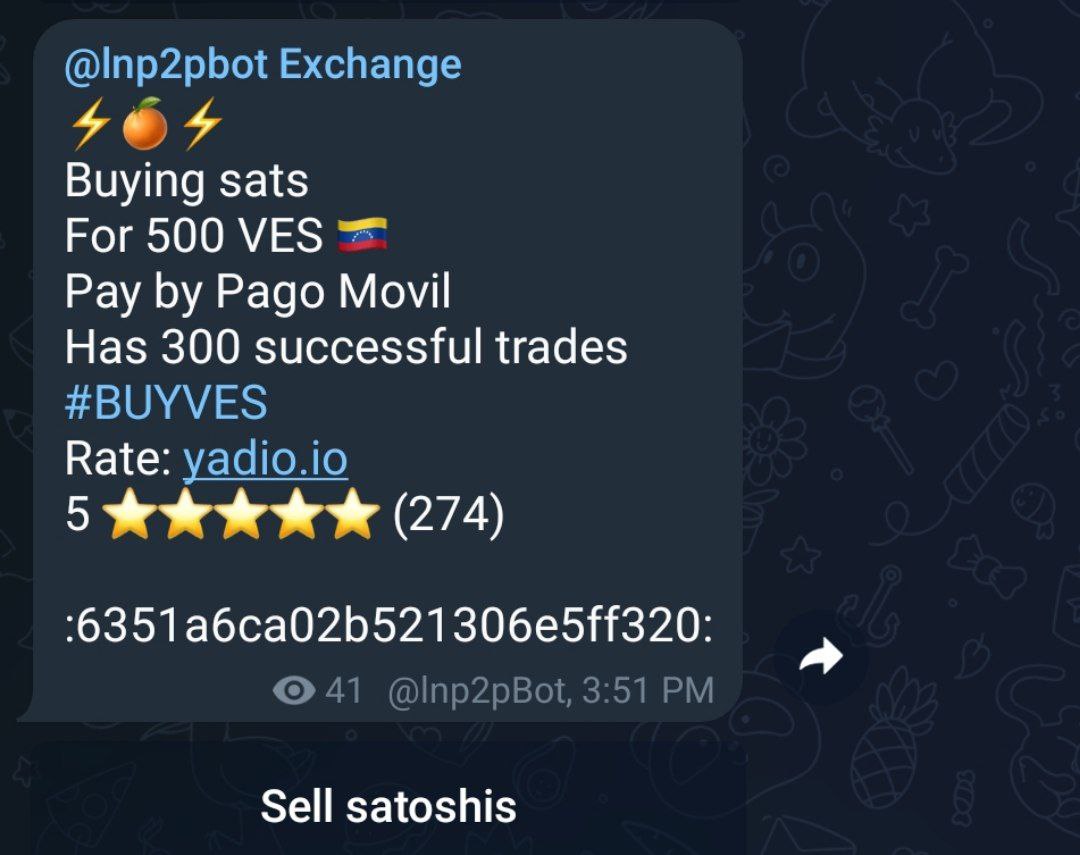 @lnp2pbot Exchange
⚡🍊⚡
Buying sats
For 500 VES 🇻🇪
Pay by Pago Movil
Has 300 successful trades
#BUYVES
Rate: yadio.io
5 ⭐⭐⭐⭐⭐ (274)
:6351a6ca02b521306e5ff320:
41 @lnp2pBot, 3:51 PM
Sell satoshis